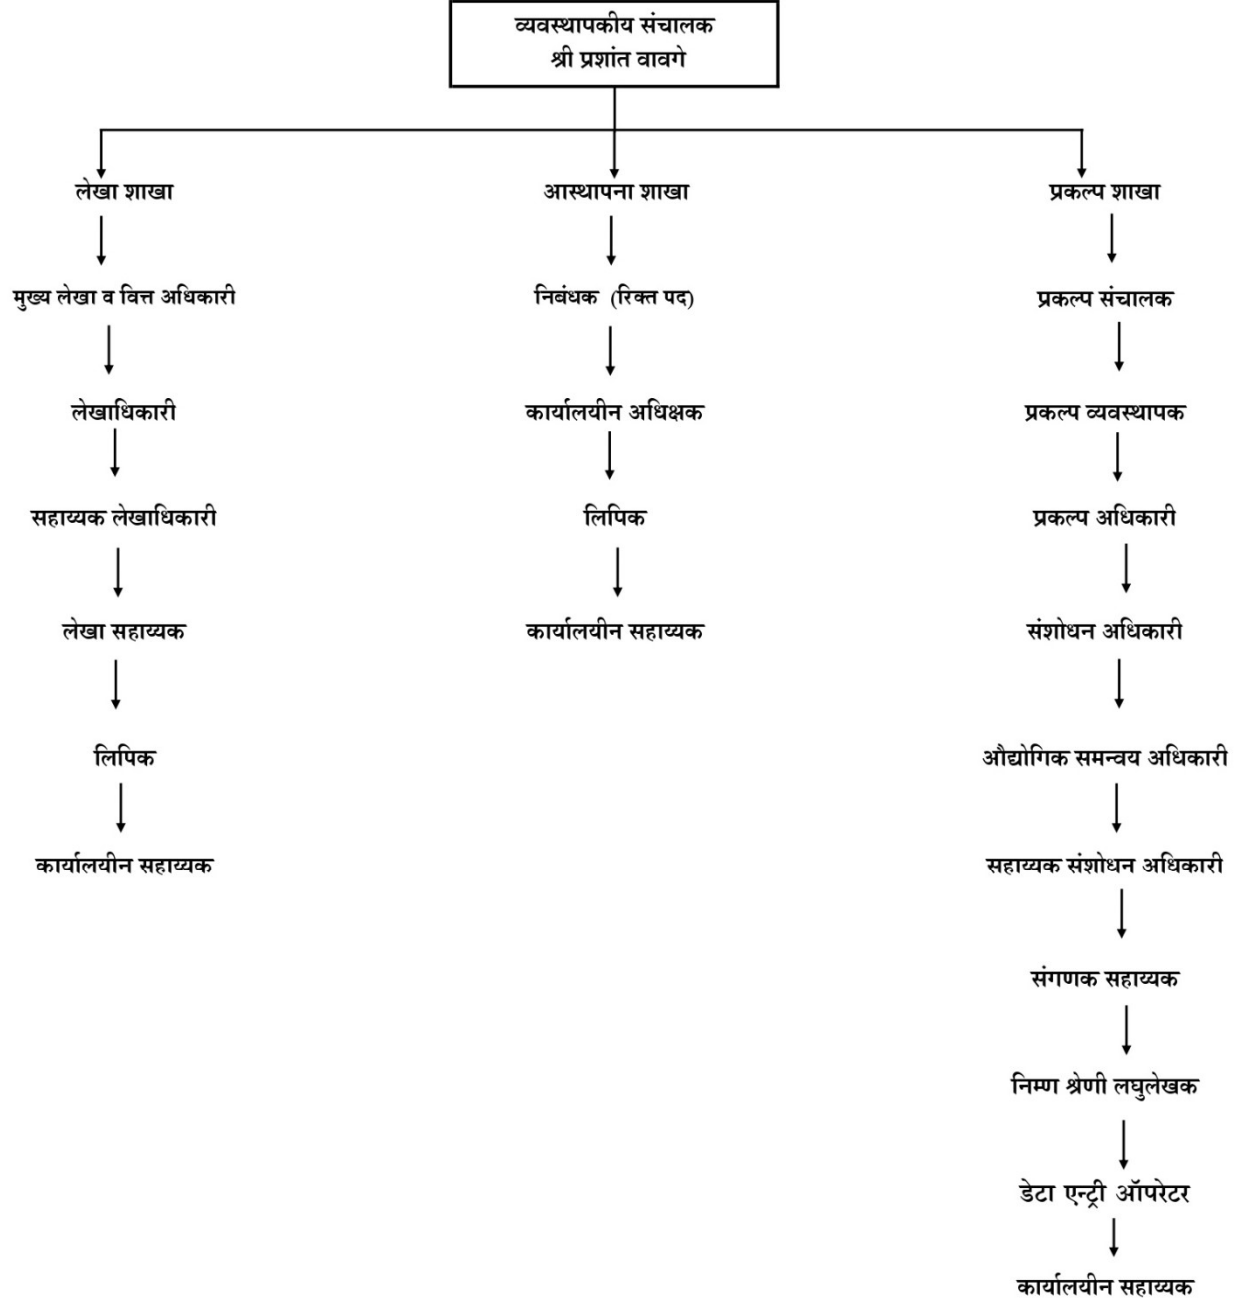 व्यवस्थापकीय संचालक
श्री प्रशांत वावगे
लेखा शाखा
मुख्य लेखा व वित्त अधिकारी
लेखाधिकारी
सहाय्यक लेखाधिकारी
लेखा सहाय्यक
लिपिक
कार्यालयीन सहाय्यक
आस्थापना शाखा
निबंधक (रिक्त पद)
कार्यालयीन अधिक्षक
लिपिक
कार्यालयीन सहाय्यक
प्रकल्प शाखा
प्रकल्प संचालक
प्रकल्प व्यवस्थापक
प्रकल्प अधिकारी
संशोधन अधिकारी
औद्योगिक समन्वय अधिकारी
सहाय्यक संशोधन अधिकारी
संगणक सहाय्यक
निम्ण श्रेणी लघुलेखक
डेटा एन्ट्री ऑपरेटर
कार्यालयीन सहाय्यक